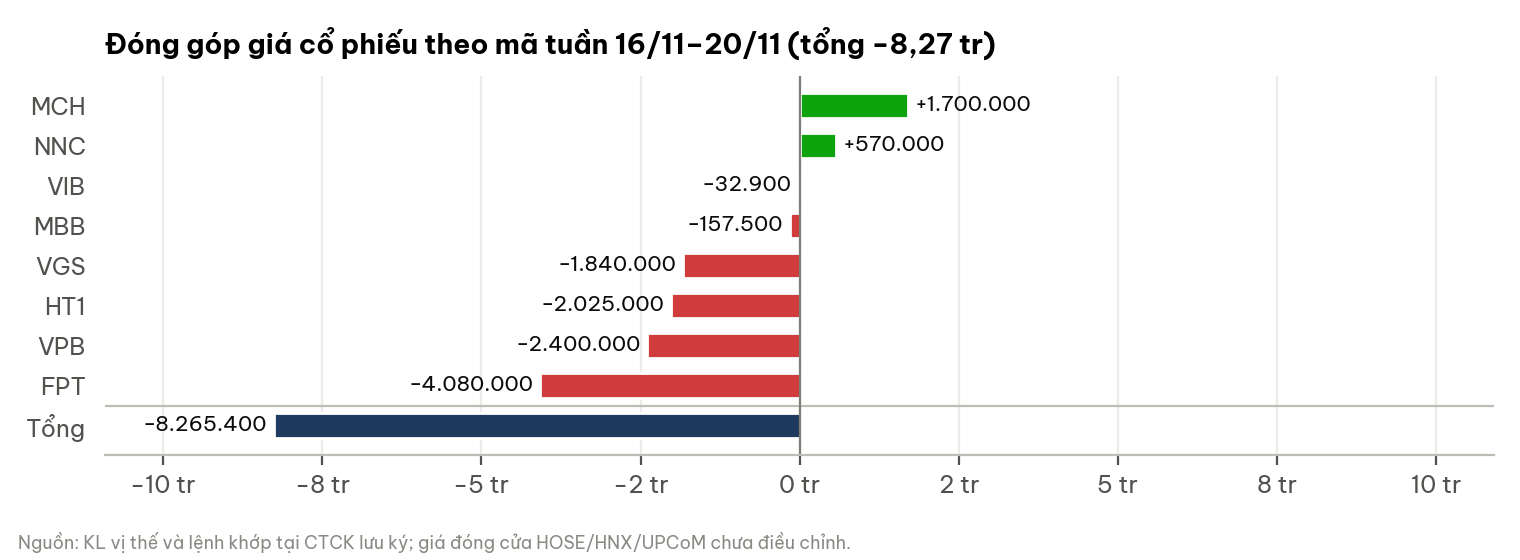 Đóng góp giá cổ phiếu theo mã tuần 16/11–20/11 (tổng −8,27 tr)
MCH +1.700.000
NNC +570.000
VIB −32.900
MBB −157.500
VGS −1.840.000
HT1 −2.025.000
VPB −2.400.000
FPT −4.080.000
Tổng −8.265.400
−10 tr −8 tr −5 tr −2 tr 0 tr 2 tr 5 tr 8 tr 10 tr
Nguồn: KL vị thế và lệnh khớp tại CTCK lưu ký; giá đóng cửa HOSE/HNX/UPCoM chưa điều chỉnh.